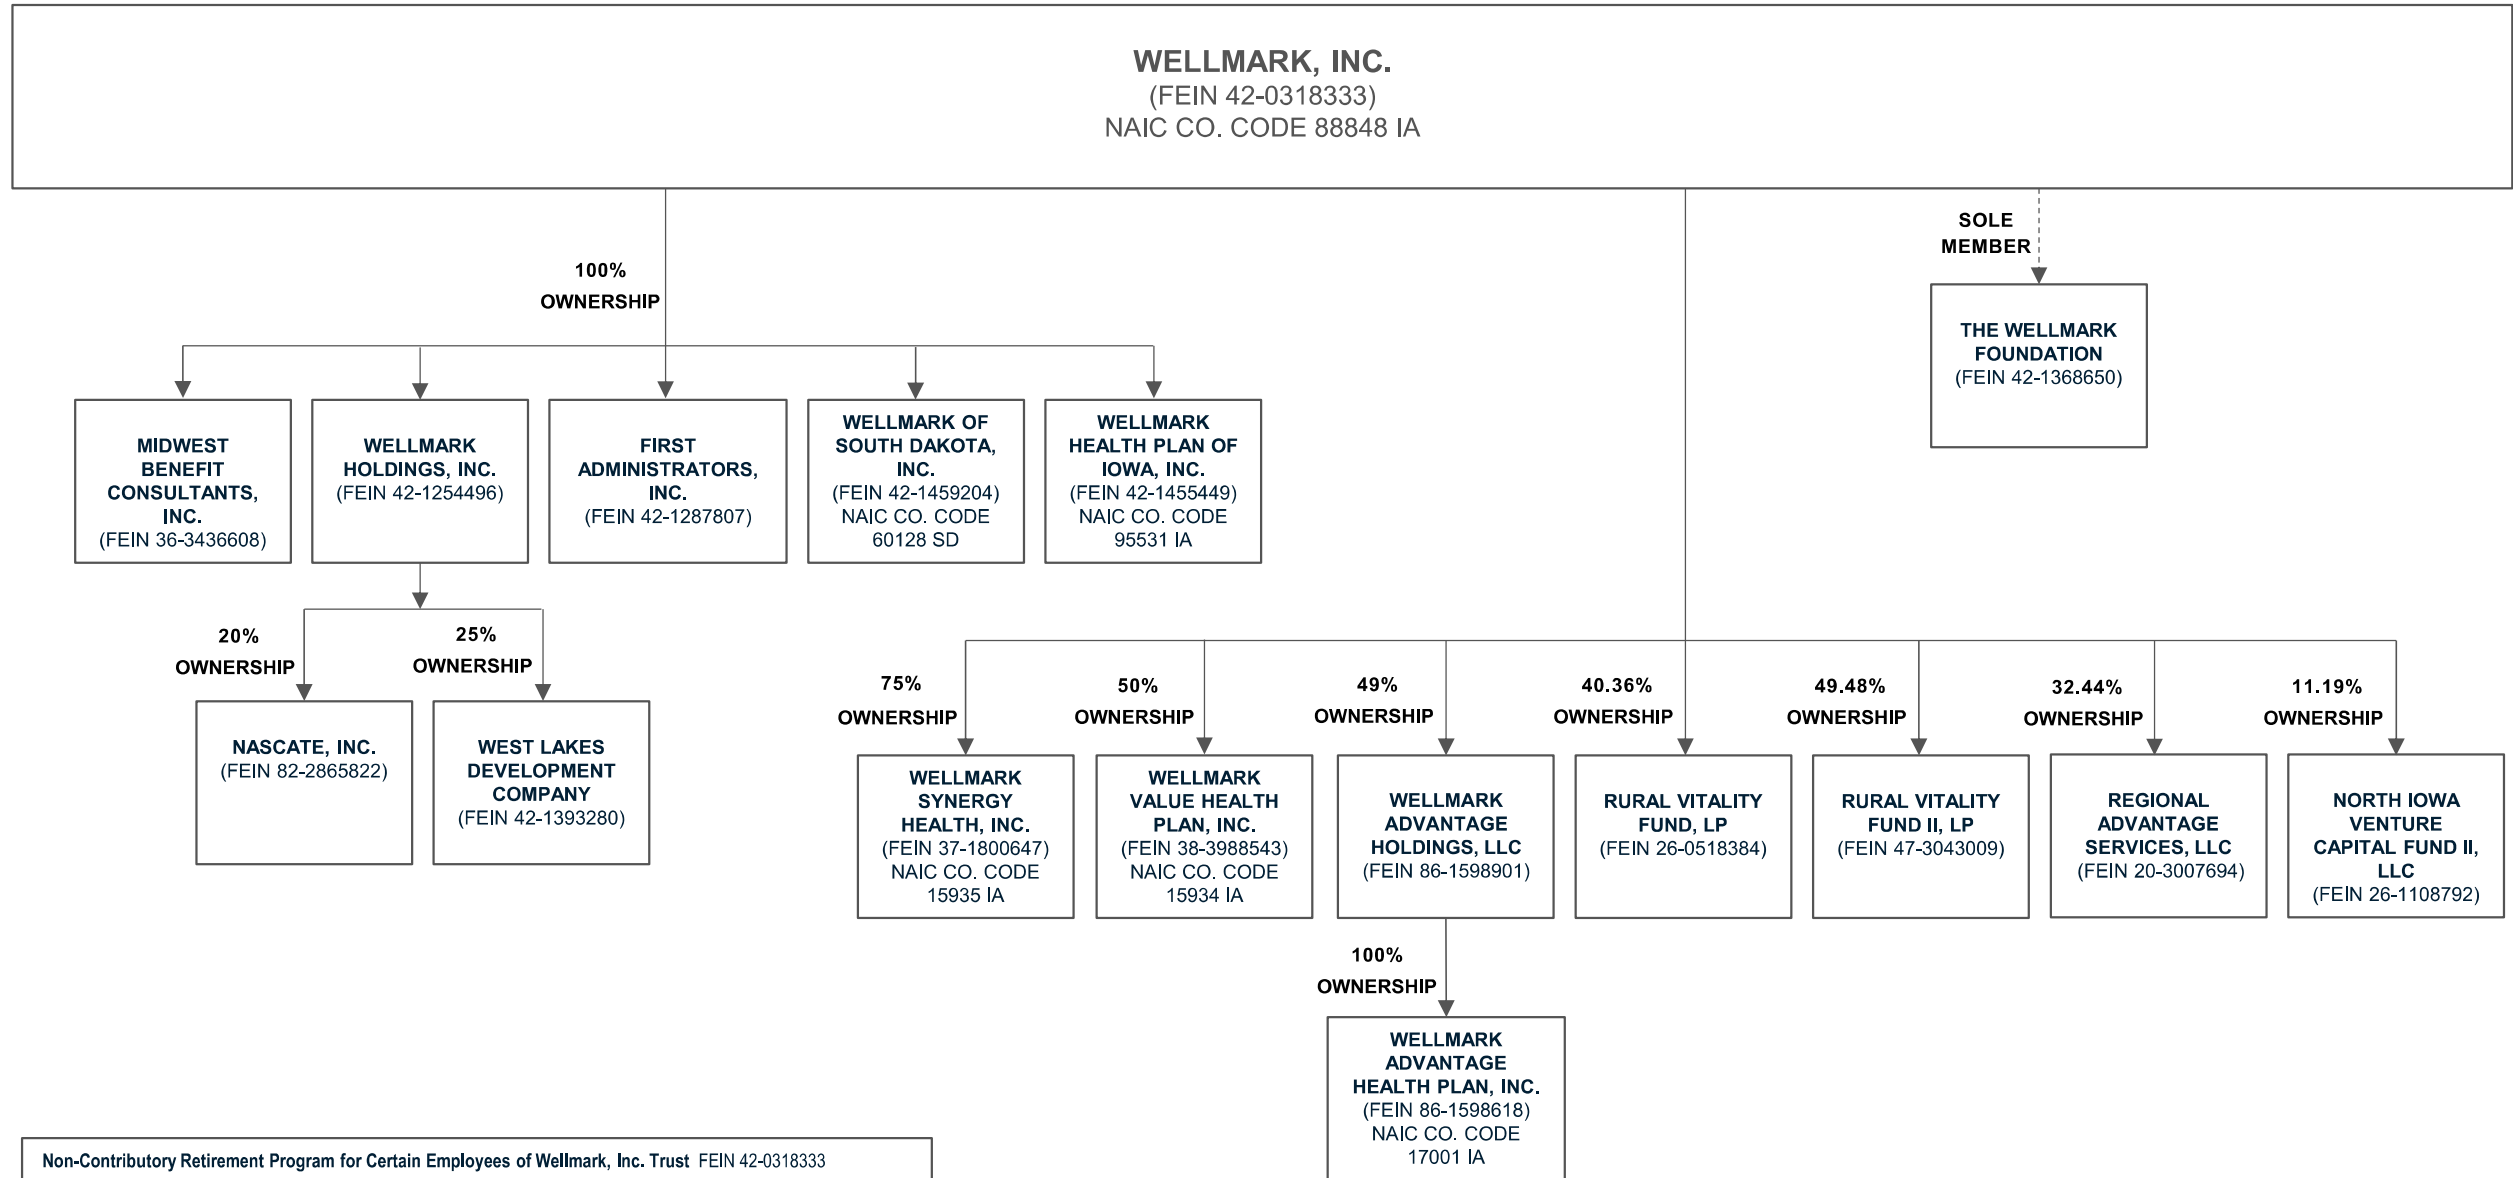 WELLMARK, INC.
(FEIN 42-0318333)
NAIC CO. CODE 88848 IA
SOLE
MEMBER
100%
OWNERSHIP
THE WELLMARK
FOUNDATION
(FEIN 42-1368650)
MIDWEST
BENEFIT
CONSULTANTS,
INC.
(FEIN 36-3436608)
WELLMARK
HOLDINGS, INC.
(FEIN 42-1254496)
FIRST
ADMINISTRATORS,
INC.
(FEIN 42-1287807)
WELLMARK OF
SOUTH DAKOTA,
INC.
(FEIN 42-1459204)
NAIC CO. CODE
60128 SD
WELLMARK
HEALTH PLAN OF
IOWA, INC.
(FEIN 42-1455449)
NAIC CO. CODE
95531 IA
20%
OWNERSHIP
25%
OWNERSHIP
NASCATE, INC.
(FEIN 82-2865822)
WEST LAKES
DEVELOPMENT
COMPANY
(FEIN 42-1393280)
75%
OWNERSHIP
50%
OWNERSHIP
49%
OWNERSHIP
40.36%
OWNERSHIP
49.48%
OWNERSHIP
32.44%
OWNERSHIP
11.19%
OWNERSHIP
WELLMARK
SYNERGY
HEALTH, INC.
(FEIN 37-1800647)
NAIC CO. CODE
15935 IA
WELLMARK
VALUE HEALTH
PLAN, INC.
(FEIN 38-3988543)
NAIC CO. CODE
15934 IA
WELLMARK
ADVANTAGE
HOLDINGS, LLC
(FEIN 86-1598901)
RURAL VITALITY
FUND, LP
(FEIN 26-0518384)
RURAL VITALITY
FUND II, LP
(FEIN 47-3043009)
REGIONAL
ADVANTAGE
SERVICES, LLC
(FEIN 20-3007694)
NORTH IOWA
VENTURE
CAPITAL FUND II,
LLC
(FEIN 26-1108792)
100%
OWNERSHIP
WELLMARK
ADVANTAGE
HEALTH PLAN, INC.
(FEIN 86-1598618)
NAIC CO. CODE
17001 IA
Non-Contributory Retirement Program for Certain Employees of Wellmark, Inc. Trust FEIN 42-0318333